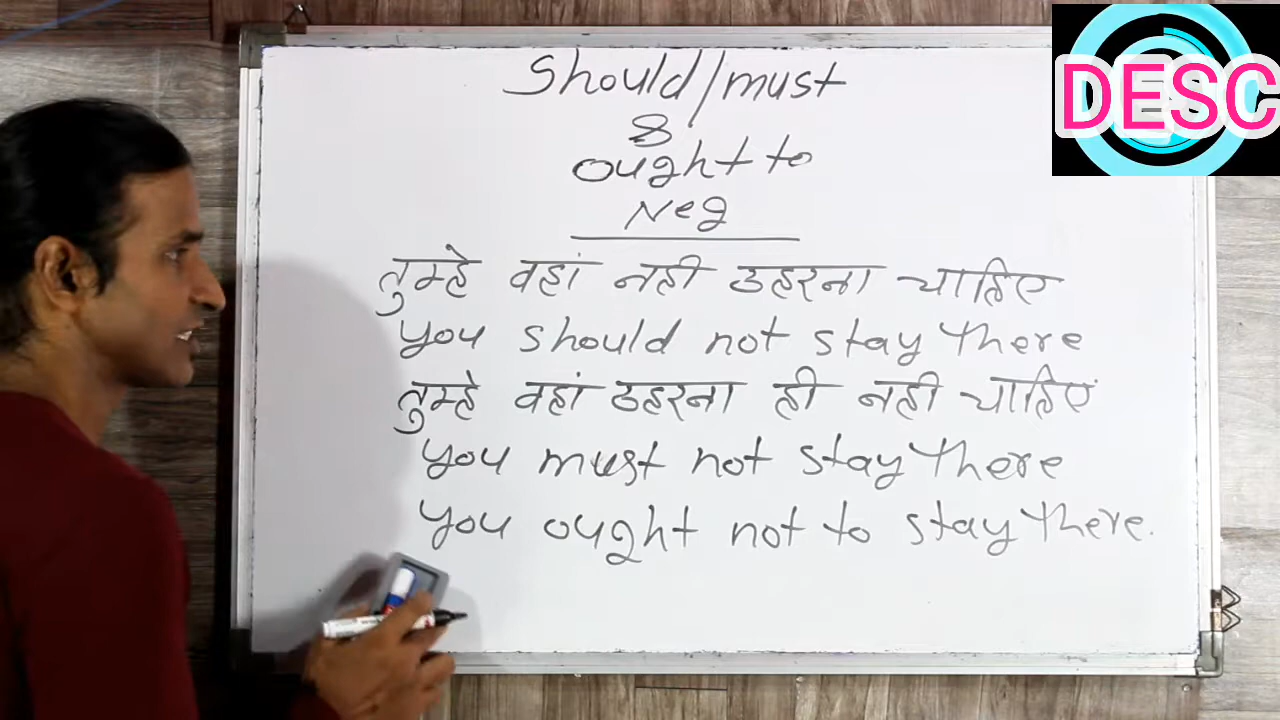 DESC
Should/must
&
ought to
Neg
तुम्हे वहां नही ठहरना चाहिए
you should not stay there
तुम्हे वहां ठहरना ही नही चाहिएं
you must not stay there
you ought not to stay there.